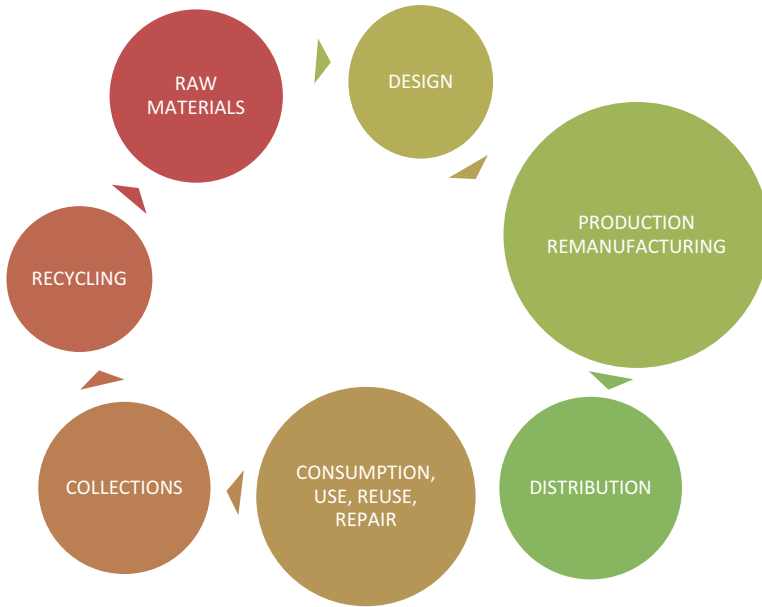 RAW
MATERIALS
DESIGN
PRODUCTION
REMANUFACTURING
DISTRIBUTION
CONSUMPTION,
USE, REUSE,
REPAIR
COLLECTIONS
RECYCLING